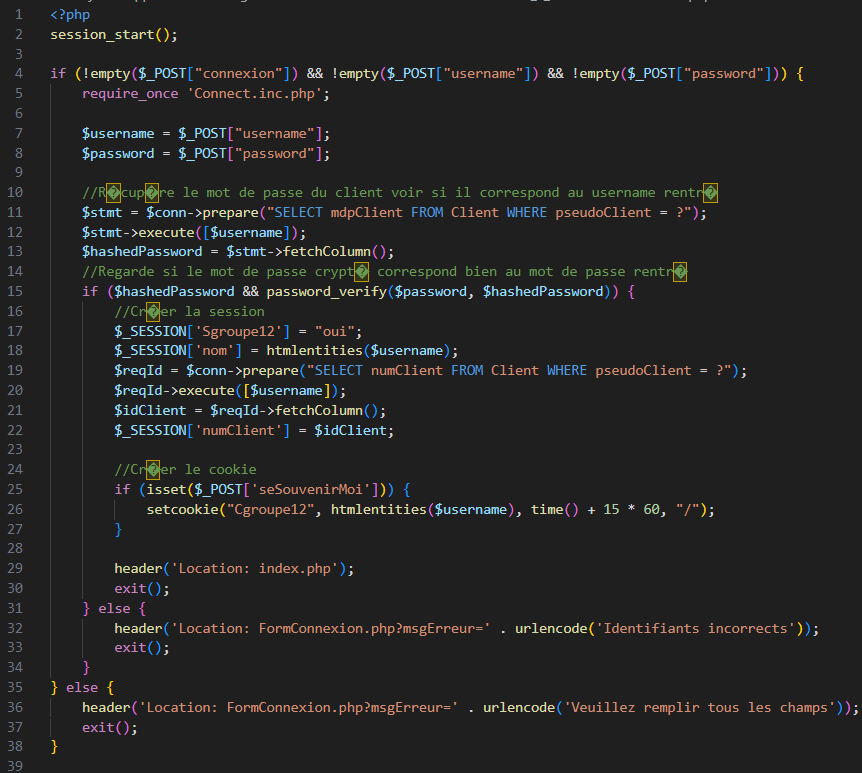 1 <?php
2 session_start();
3
4 if (!empty($_POST["connexion"]) && !empty($_POST["username"]) && !empty($_POST["password"])) {
5     require_once 'Connect.inc.php';
6
7     $username = $_POST["username"];
8     $password = $_POST["password"];
9
10     //R�cup�re le mot de passe du client voir si il correspond au username rentr�
11     $stmt = $conn->prepare("SELECT mdpClient FROM Client WHERE pseudoClient = ?");
12     $stmt->execute([$username]);
13     $hashedPassword = $stmt->fetchColumn();
14     //Regarde si le mot de passe crypt� correspond bien au mot de passe rentr�
15     if ($hashedPassword && password_verify($password, $hashedPassword)) {
16         //Cr�er la session
17         $_SESSION['Sgroupe12'] = "oui";
18         $_SESSION['nom'] = htmlentities($username);
19         $reqId = $conn->prepare("SELECT numClient FROM Client WHERE pseudoClient = ?");
20         $reqId->execute([$username]);
21         $idClient = $reqId->fetchColumn();
22         $_SESSION['numClient'] = $idClient;
23
24         //Cr�er le cookie
25         if (isset($_POST['seSouvenirMoi'])) {
26             setcookie("Cgroupe12", htmlentities($username), time() + 15 * 60, "/");
27         }
28
29         header('Location: index.php');
30         exit();
31     } else {
32         header('Location: FormConnexion.php?msgErreur=' . urlencode('Identifiants incorrects'));
33         exit();
34     }
35 } else {
36     header('Location: FormConnexion.php?msgErreur=' . urlencode('Veuillez remplir tous les champs'));
37     exit();
38 }
39